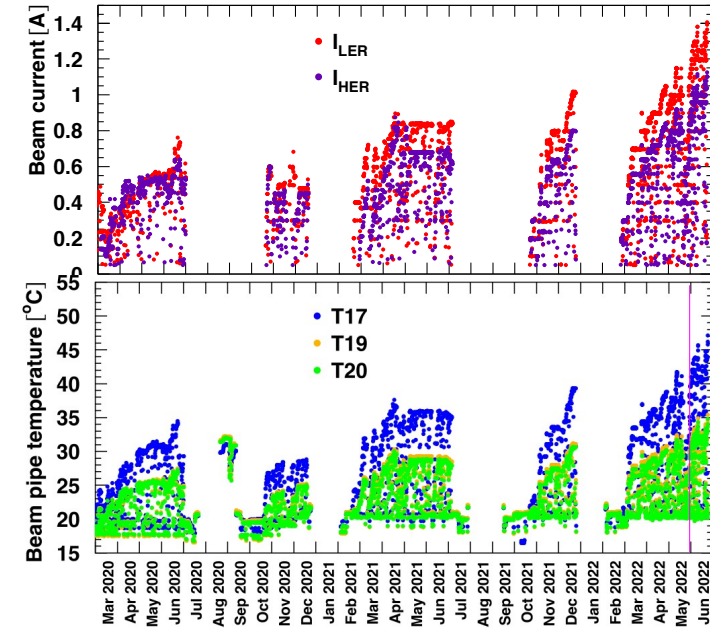 Beam current [A]
1.4
1.2
1
0.8
0.6
0.4
0.2
0
I_LER
I_HER
Beam pipe temperature [°C]
55
50
45
40
35
30
25
20
15
T17
T19
T20
Mar 2020
Apr 2020
May 2020
Jun 2020
Jul 2020
Aug 2020
Sep 2020
Oct 2020
Nov 2020
Dec 2020
Jan 2021
Feb 2021
Mar 2021
Apr 2021
May 2021
Jun 2021
Jul 2021
Aug 2021
Sep 2021
Oct 2021
Nov 2021
Dec 2021
Jan 2022
Feb 2022
Mar 2022
Apr 2022
May 2022
Jun 2022